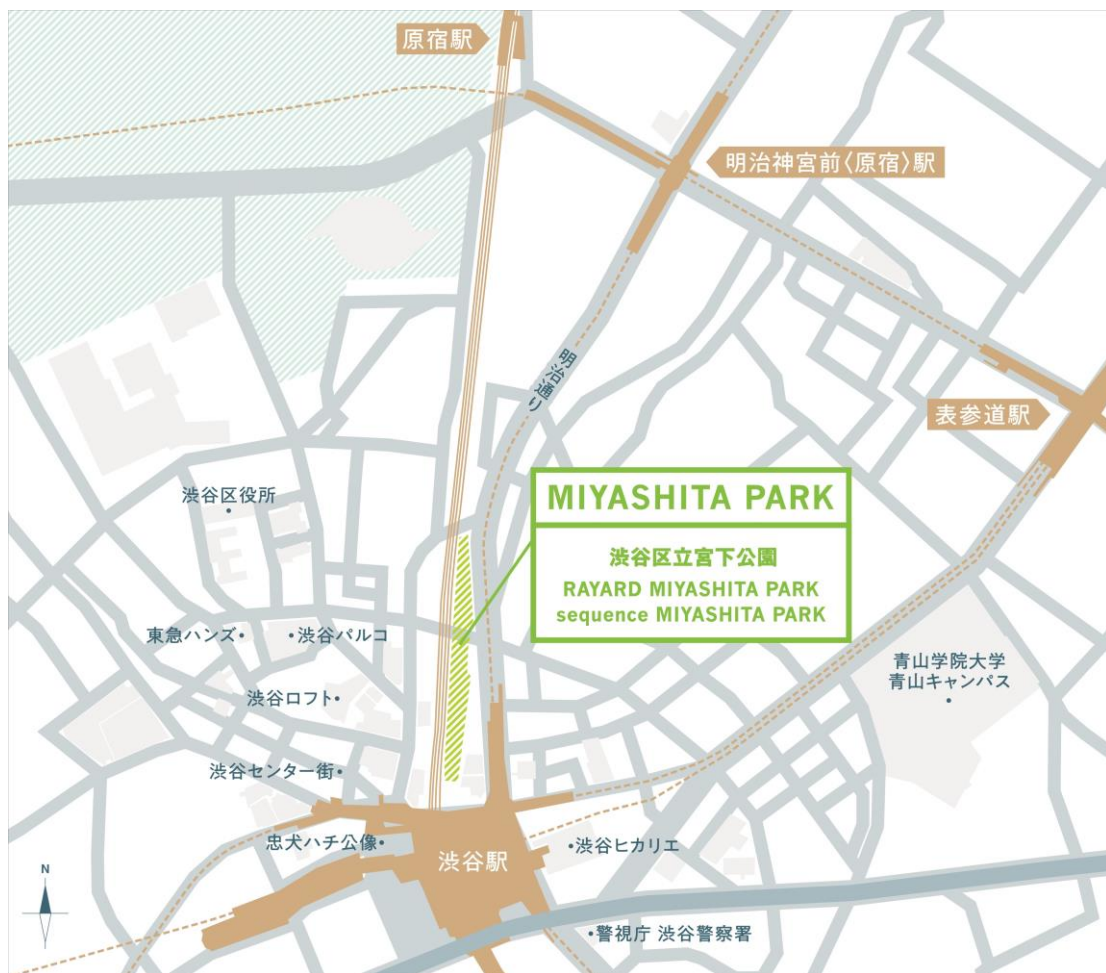 原宿駅
明治神宮前〈原宿〉駅
明治通り
表参道駅
MIYASHITA PARK
渋谷区立宮下公園
RAYARD MIYASHITA PARK
sequence MIYASHITA PARK
渋谷区役所
東急ハンズ
渋谷パルコ
青山学院大学
青山キャンパス
渋谷ロフト
渋谷センター街
忠犬ハチ公像
渋谷駅
渋谷ヒカリエ
N
警視庁 渋谷警察署